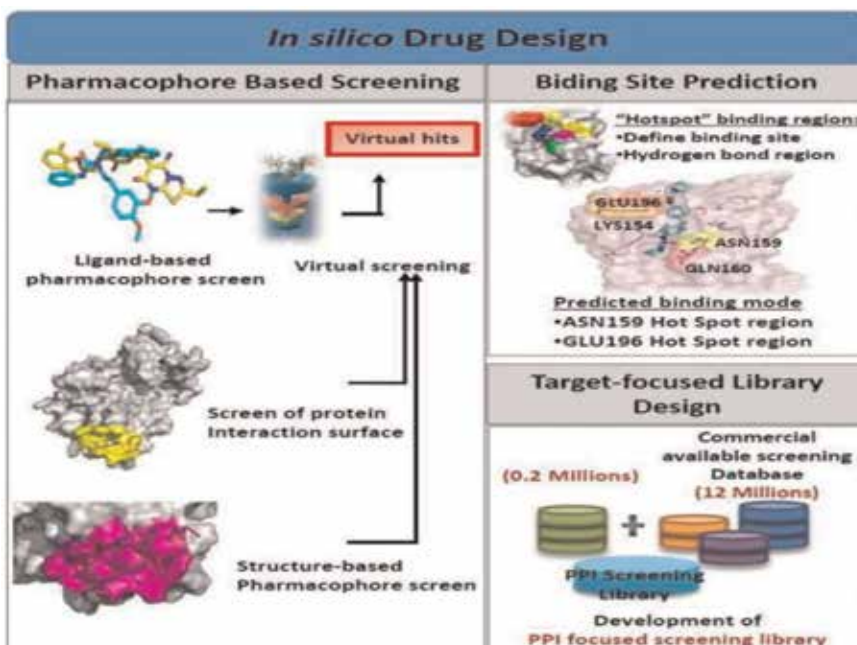 In silico Drug Design
Pharmacophore Based Screening
Virtual hits
Ligand-based
pharmacophore screen
Virtual screening
Screen of protein
Interaction surface
Structure-based
Pharmacophore screen
Biding Site Prediction
"Hotspot" binding region:
•Define binding site
•Hydrogen bond region
GLU196
LYS154
ASN159
GLN160
Predicted binding mode
•ASN159 Hot Spot region
•GLU196 Hot Spot region
Target-focused Library
Design
Commercial
available screening
Database
(0.2 Millions)
(12 Millions)
+
PPI Screening
Library
Development of
PPI focused screening library